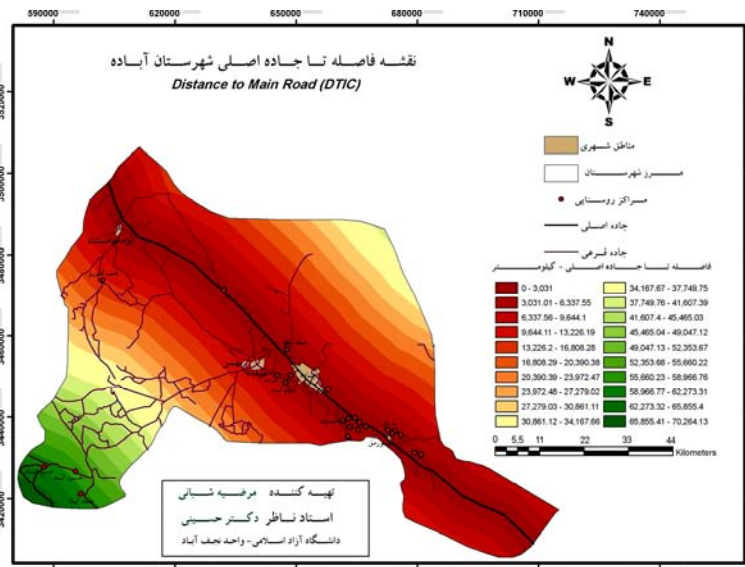 590000 620000 650000 680000 710000 740000
نقشه فاصله تا جاده اصلی شهرستان آباده
Distance to Main Road (DTIC)
N
W E
S
مناطق شهری
مرز شهرستان
مراکز روستایی
جاده اصلی
جاده فرعی
فاصله تا جاده اصلی - کیلومتر
0 - 3,031
3,031.01 - 6,337.55
6,337.56 - 9,644.1
9,644.11 - 13,226.19
13,226.2 - 16,808.28
16,808.29 - 20,390.38
20,390.39 - 23,972.47
23,972.48 - 27,279.02
27,279.03 - 30,861.11
30,861.12 - 34,167.66
34,167.67 - 37,749.75
37,749.76 - 41,607.39
41,607.4 - 45,465.03
45,465.04 - 49,047.12
49,047.13 - 52,353.67
52,353.68 - 55,660.22
55,660.23 - 58,966.76
58,966.77 - 62,273.31
62,273.32 - 65,855.4
65,855.41 - 70,264.13
0 5.5 11 22 33 44
Kilometers
تهیه کننده مرضیه شبانی
استاد ناظر دکتر حسینی
دانشگاه آزاد اسلامی - واحد نجف آباد
3520000
3500000
3480000
3460000
3440000
3420000